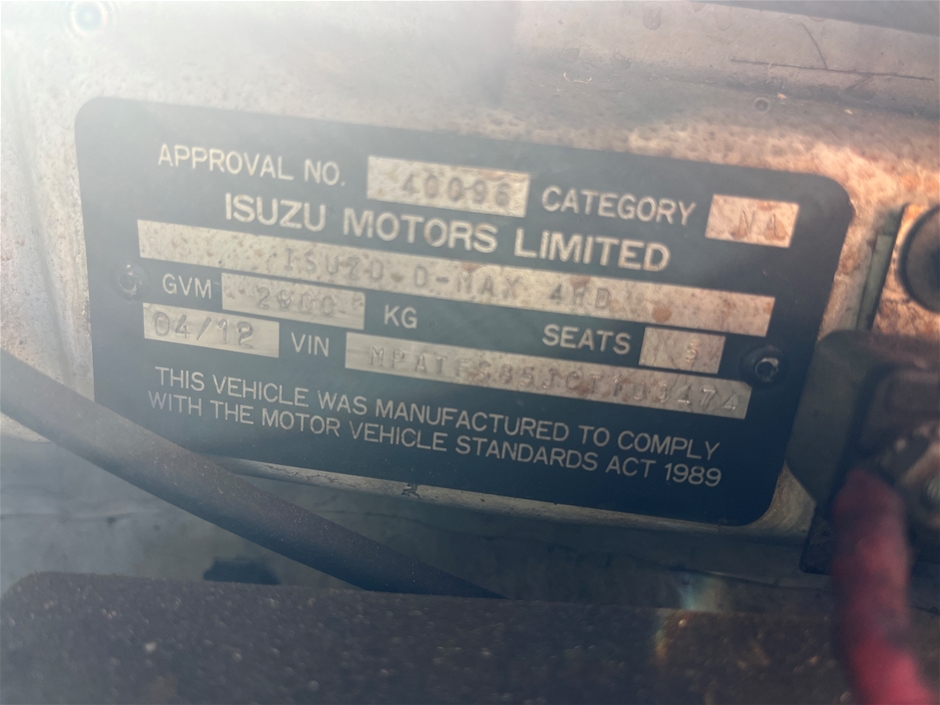 APPROVAL NO. 40096 CATEGORY NA
ISUZU MOTORS LIMITED
ISUZU D-MAX 4WD
GVM KG SEATS
04/12 VIN
THIS VEHICLE WAS MANUFACTURED TO COMPLY
WITH THE MOTOR VEHICLE STANDARDS ACT 1989